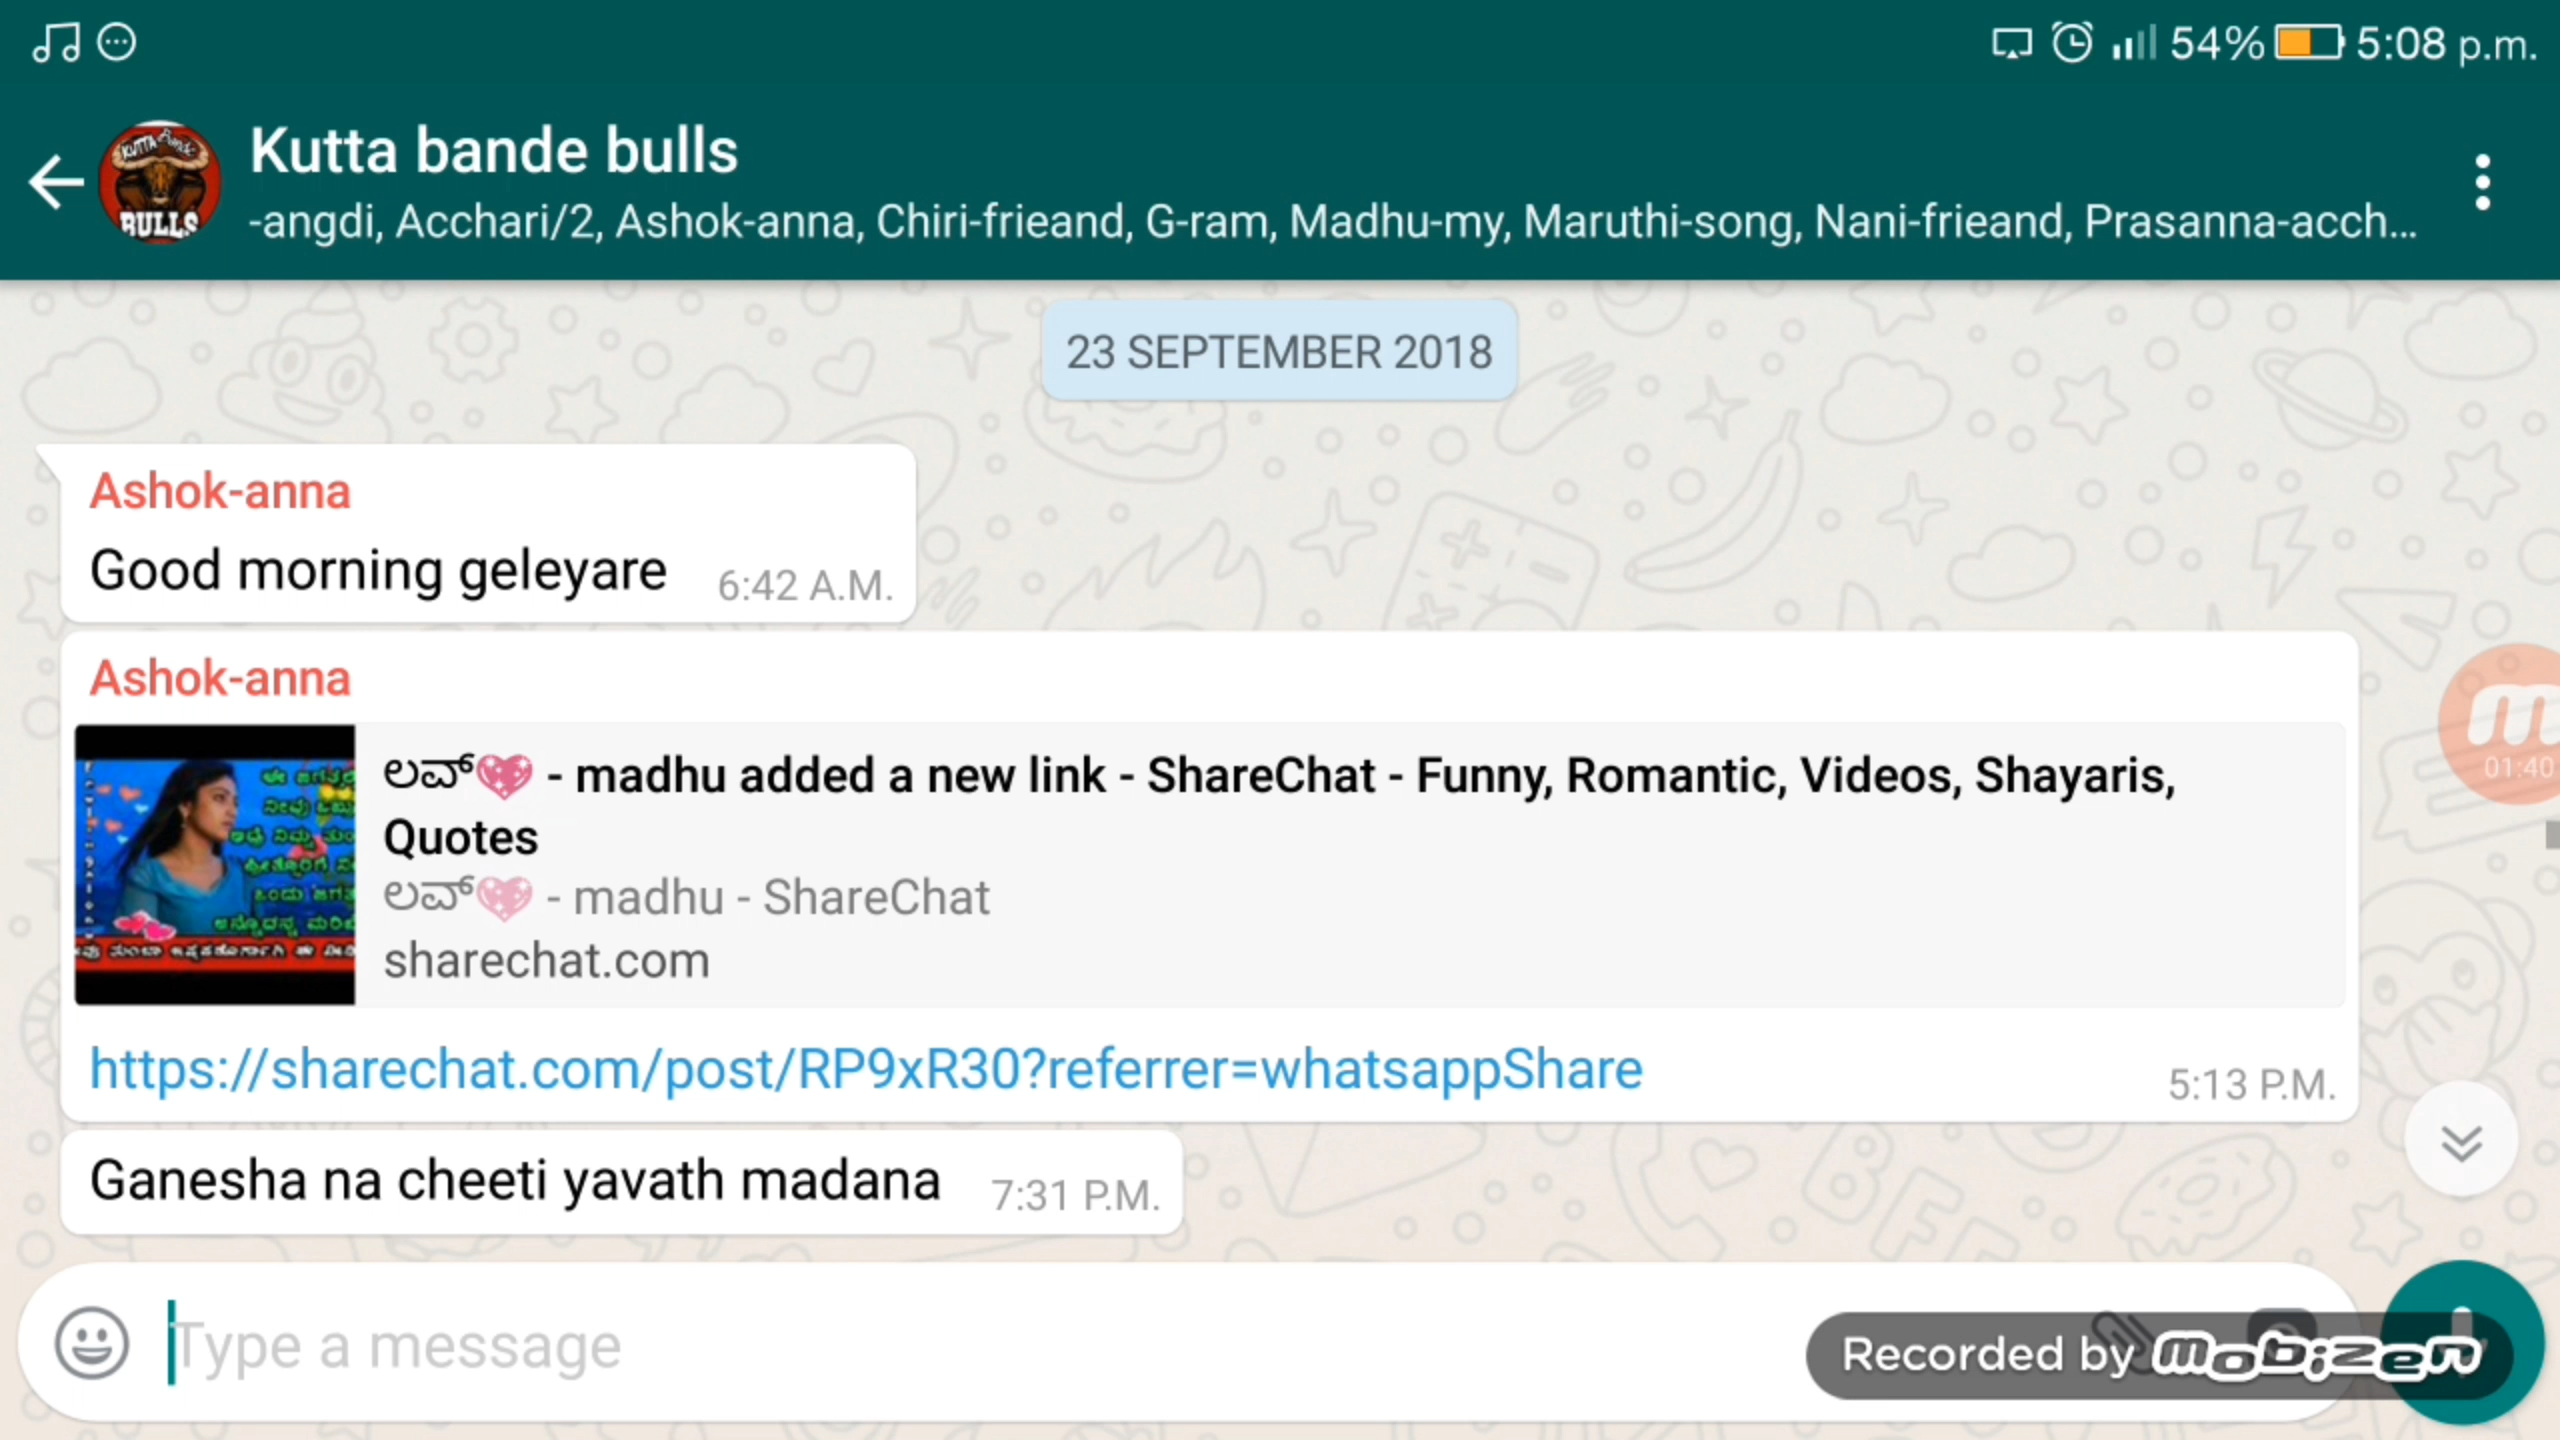 54% 5:08 p.m.
KUTTA Bande
BULLS
Kutta bande bulls
-angdi, Acchari/2, Ashok-anna, Chiri-frieand, G-ram, Madhu-my, Maruthi-song, Nani-frieand, Prasanna-acch...
23 SEPTEMBER 2018
Ashok-anna
Good morning geleyare 6:42 A.M.
Ashok-anna
ಲವ್💖 - madhu added a new link - ShareChat - Funny, Romantic, Videos, Shayaris,
Quotes
ಲವ್💖 - madhu - ShareChat
sharechat.com
https://sharechat.com/post/RP9xR30?referrer=whatsappShare 5:13 P.M.
01:40
Ganesha na cheeti yavath madana 7:31 P.M.
Type a message
Recorded by mobizen